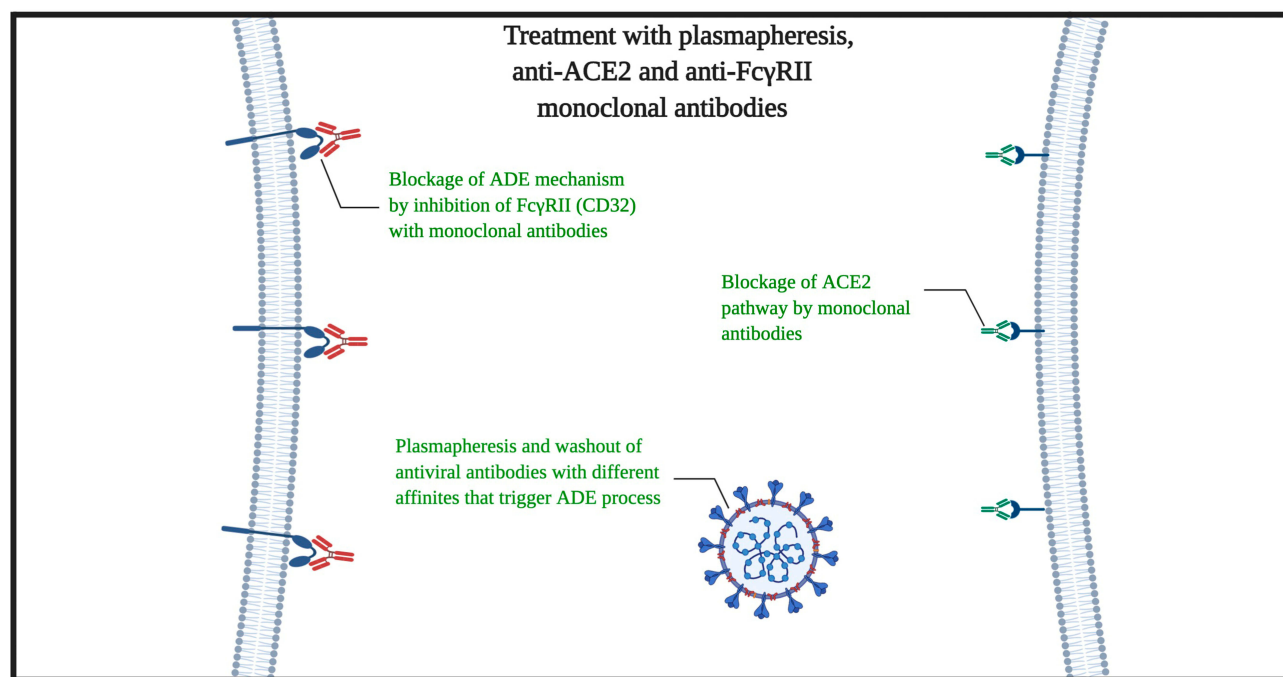 Treatment with plasmapheresis,
anti-ACE2 and anti-FcγRII
monoclonal antibodies
Blockage of ADE mechanism
by inhibition of FcγRII (CD32)
with monoclonal antibodies
Blockage of ACE2
pathway by monoclonal
antibodies
Plasmapheresis and washout of
antiviral antibodies with different
affinites that trigger ADE process